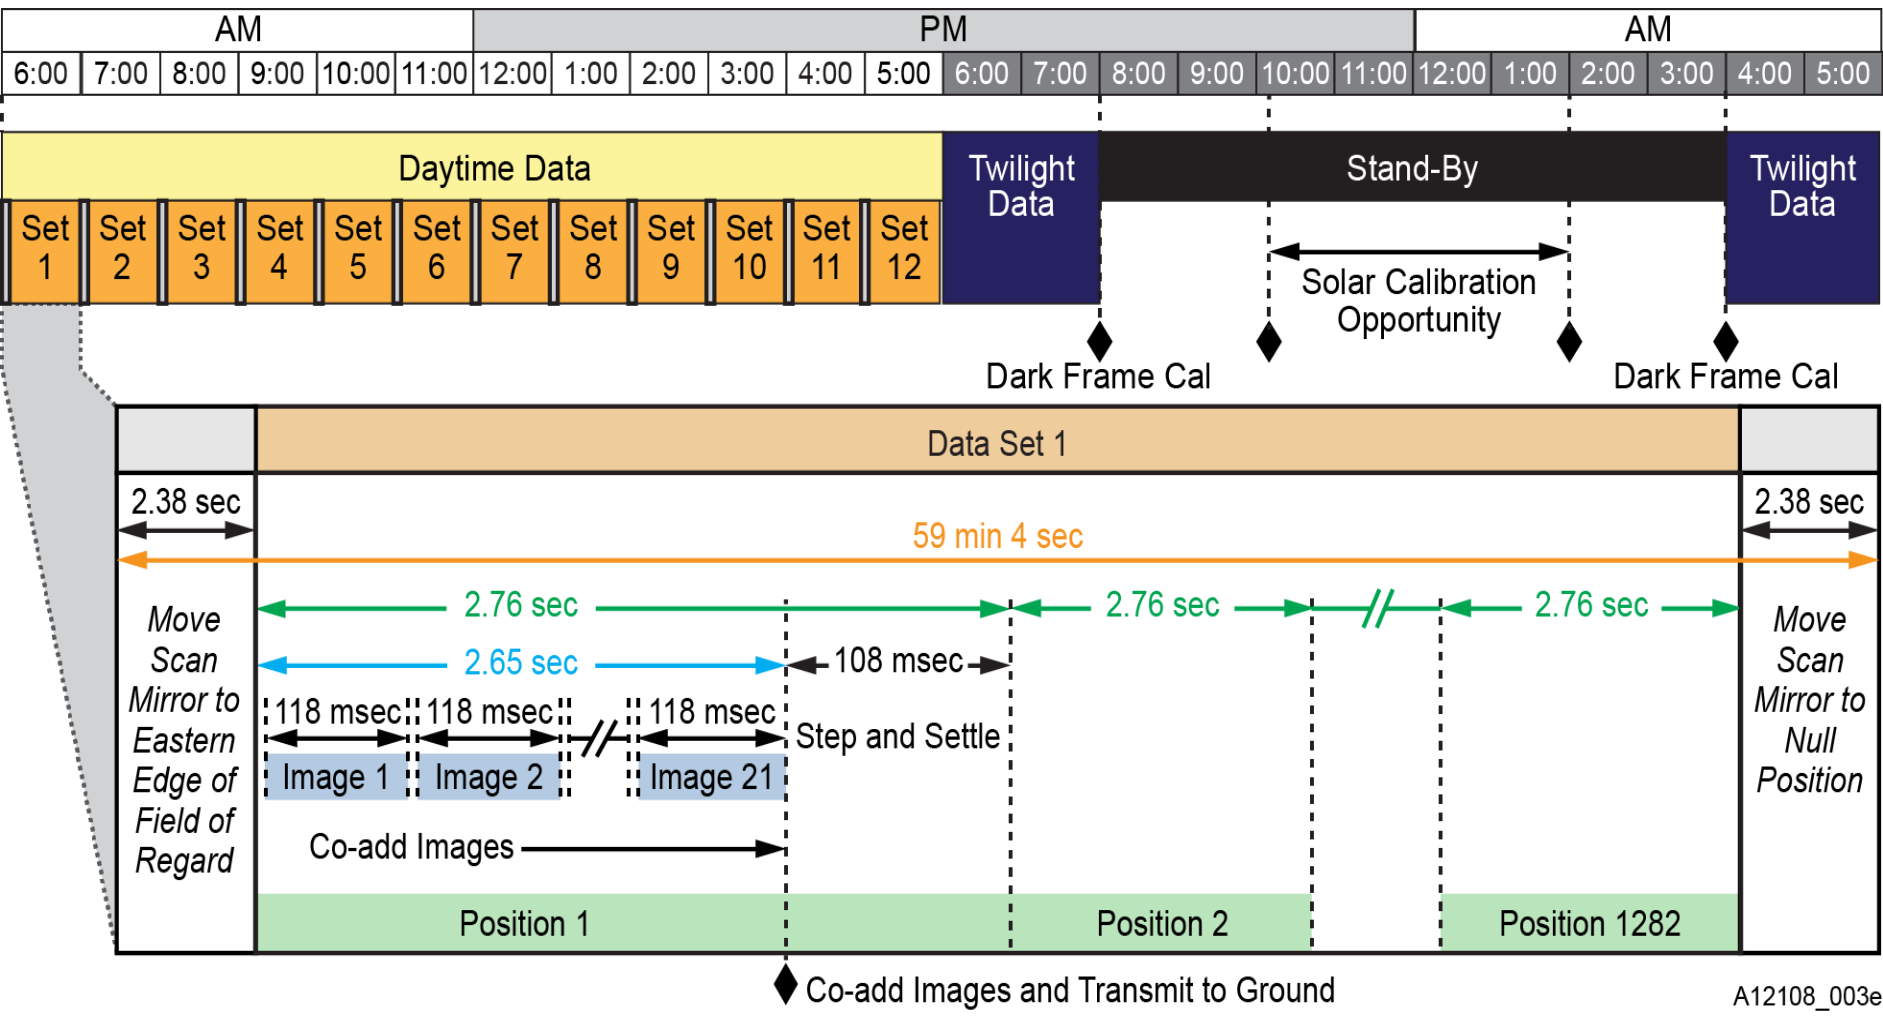 AM PM AM
6:00 7:00 8:00 9:00 10:00 11:00 12:00 1:00 2:00 3:00 4:00 5:00 6:00 7:00 8:00 9:00 10:00 11:00 12:00 1:00 2:00 3:00 4:00 5:00
Daytime Data
Twilight
Data
Stand-By
Twilight
Data
Set
1
Set
2
Set
3
Set
4
Set
5
Set
6
Set
7
Set
8
Set
9
Set
10
Set
11
Set
12
Solar Calibration
Opportunity
Dark Frame Cal
Dark Frame Cal
Data Set 1
2.38 sec
2.38 sec
59 min 4 sec
2.76 sec
2.76 sec
2.76 sec
2.65 sec
108 msec
118 msec
118 msec
118 msec
Step and Settle
Image 1
Image 2
Image 21
Co-add Images
Move
Scan
Mirror to
Eastern
Edge of
Field of
Regard
Move
Scan
Mirror to
Null
Position
Position 1
Position 2
Position 1282
Co-add Images and Transmit to Ground
A12108_003e